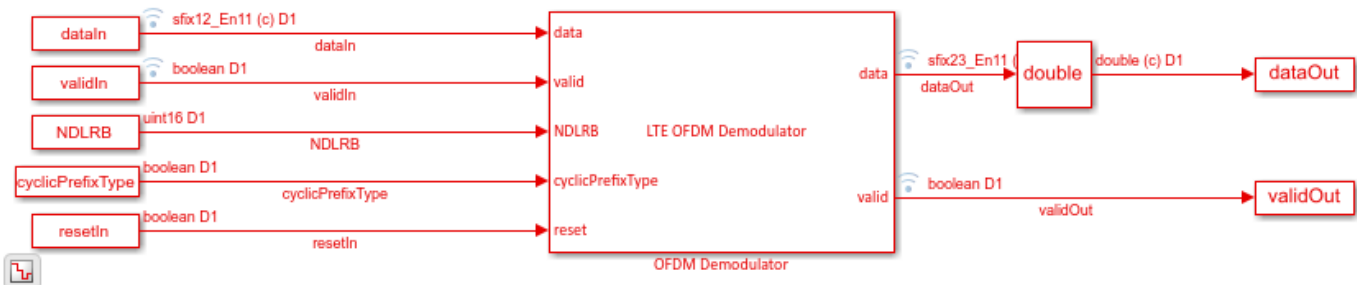 dataIn
sfix12_En11 (c) D1
dataIn
validIn
boolean D1
validIn
NDLRB
uint16 D1
NDLRB
cyclicPrefixType
boolean D1
cyclicPrefixType
resetIn
boolean D1
resetIn
data
valid
NDLRB
cyclicPrefixType
reset
LTE OFDM Demodulator
data
valid
OFDM Demodulator
sfix23_En11 (
dataOut
double
double (c) D1
dataOut
boolean D1
validOut
validOut